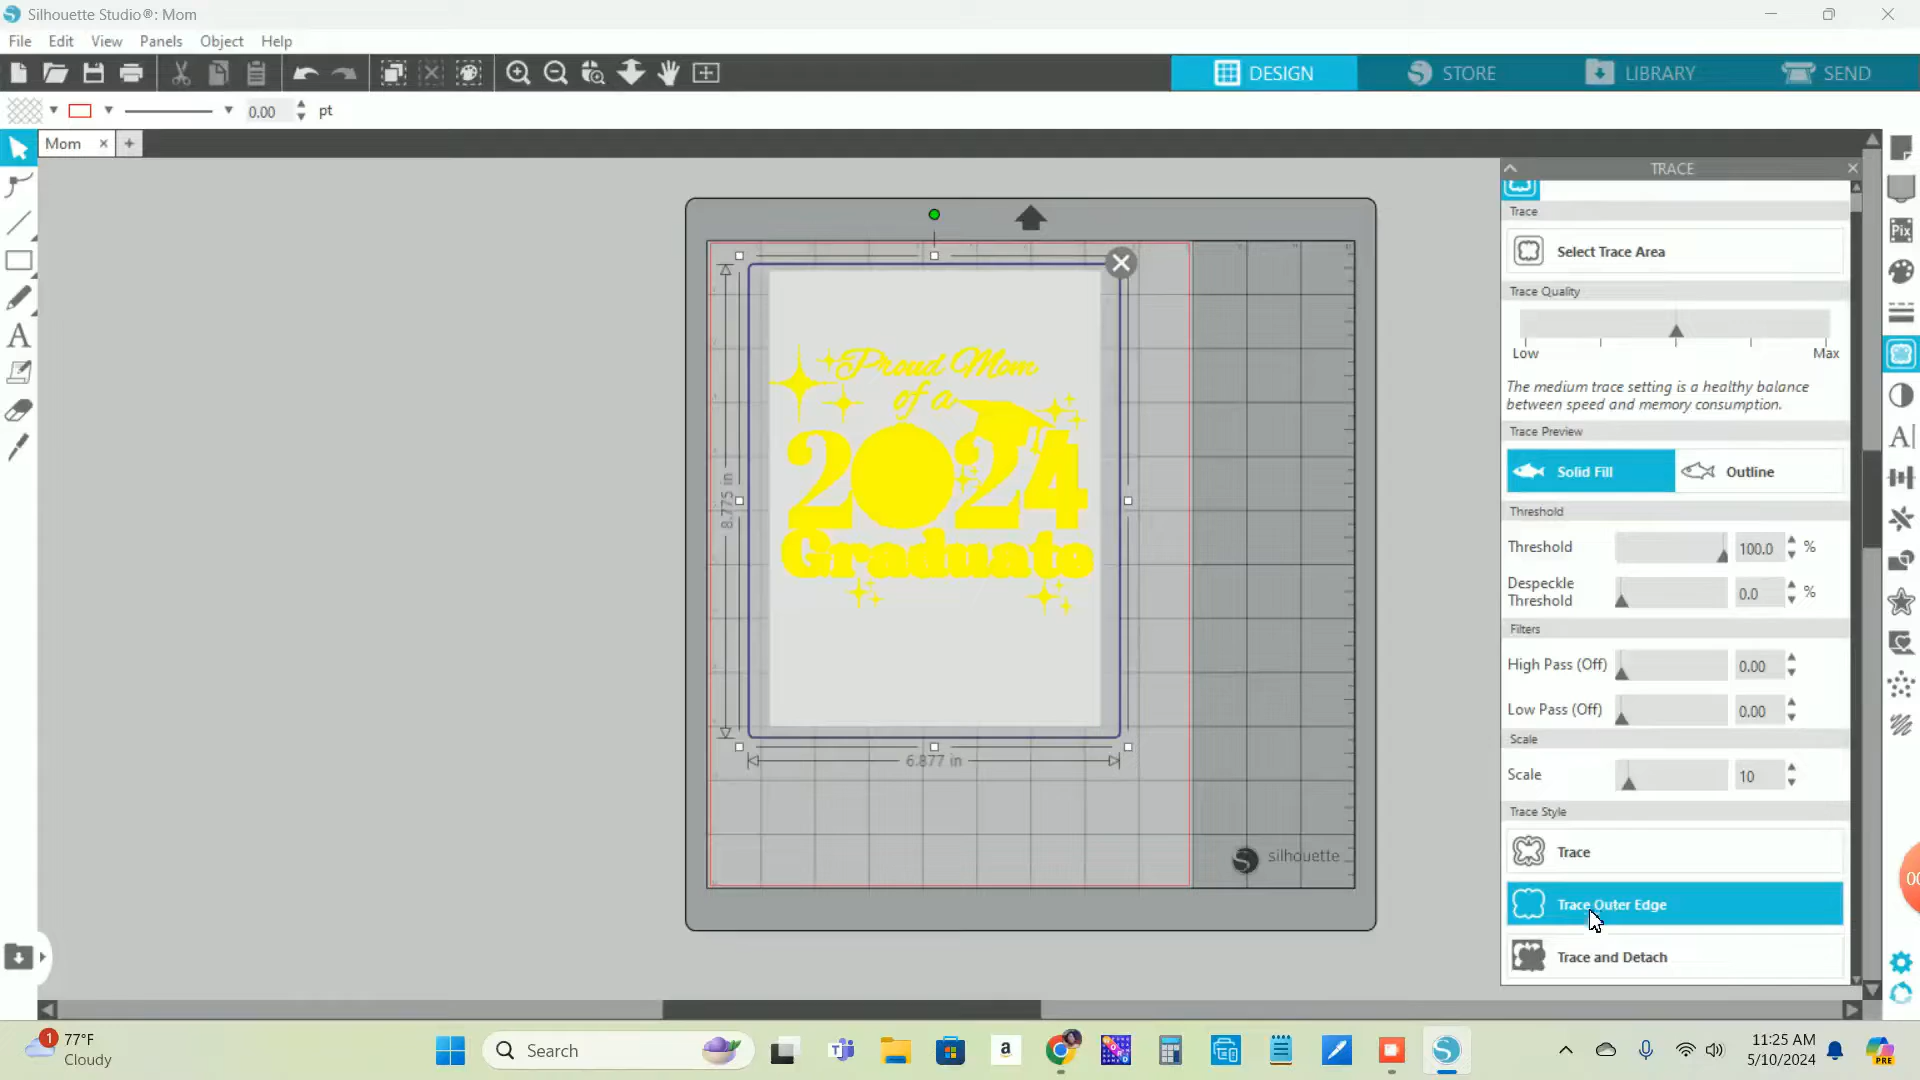 Silhouette Studio®: Mom
File Edit View Panels Object Help
DESIGN STORE LIBRARY SEND
0.00 pt
Mom
TRACE
Trace
Select Trace Area
Trace Quality
Low Max
The medium trace setting is a healthy balance
between speed and memory consumption.
Trace Preview
Solid Fill Outline
Threshold
Threshold 100.0 %
Despeckle
Threshold 0.0 %
Filters
High Pass (Off) 0.00
Low Pass (Off) 0.00
Scale
Scale 10
Trace Style
Trace
Trace Outer Edge
Trace and Detach
Pix
A
A
Proud Mom
of a
2024
Graduate
8.775 in
6.877 in
silhouette
00
1
77°F
Cloudy
Search
a
PRE
11:25 AM
5/10/2024